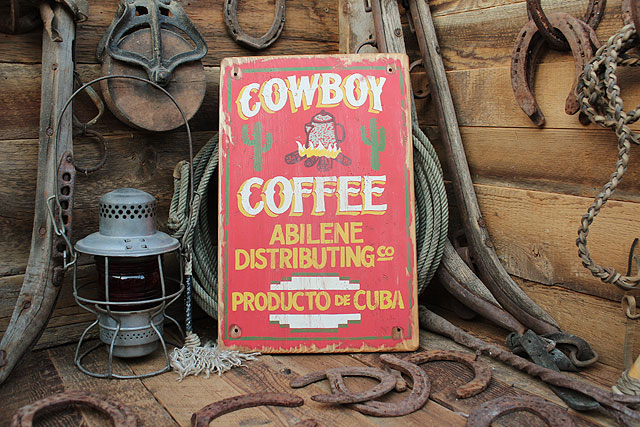 COWBOY
COFFEE
ABILENE
DISTRIBUTING CO
PRODUCTO DE CUBA